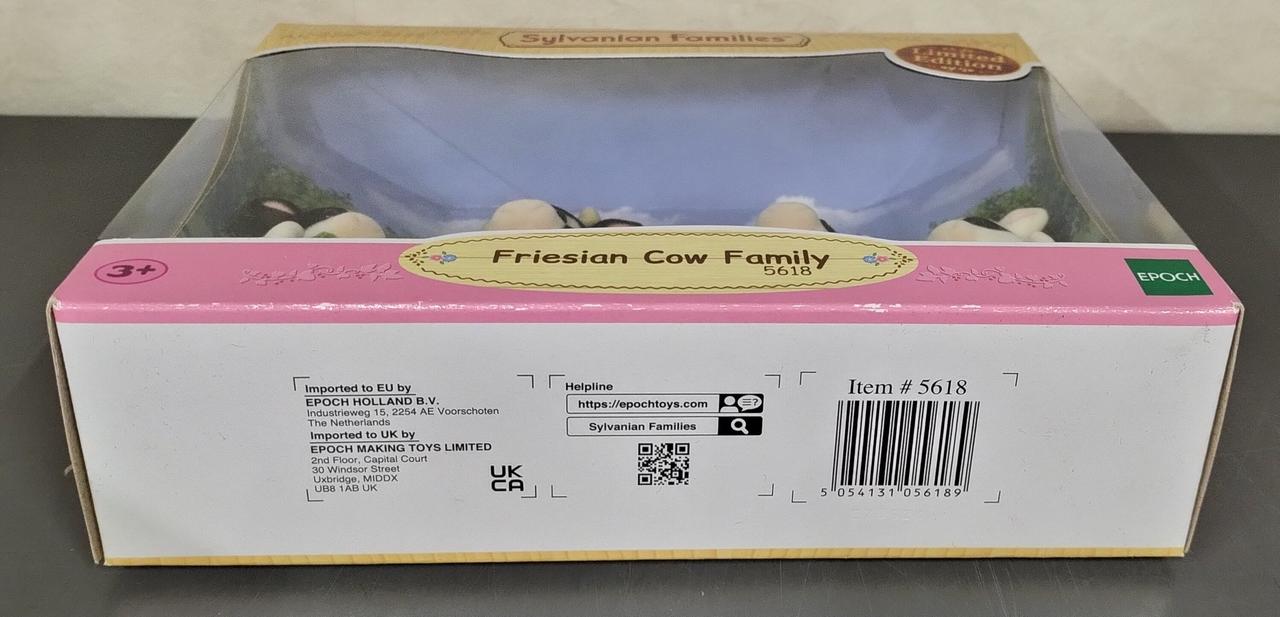 Sylvanian Families
Limited
Edition
3+
Friesian Cow Family
5618
EPOCH
Imported to EU by
EPOCH HOLLAND B.V.
Industrieweg 15, 2254 AE Voorschoten
The Netherlands
Imported to UK by
EPOCH MAKING TOYS LIMITED
2nd Floor, Capital Court
30 Windsor Street
Uxbridge, MIDDX
UB8 1AB UK
UK
CA
Helpline
https://epochtoys.com
?
Sylvanian Families
Item # 5618
5 054131 056189